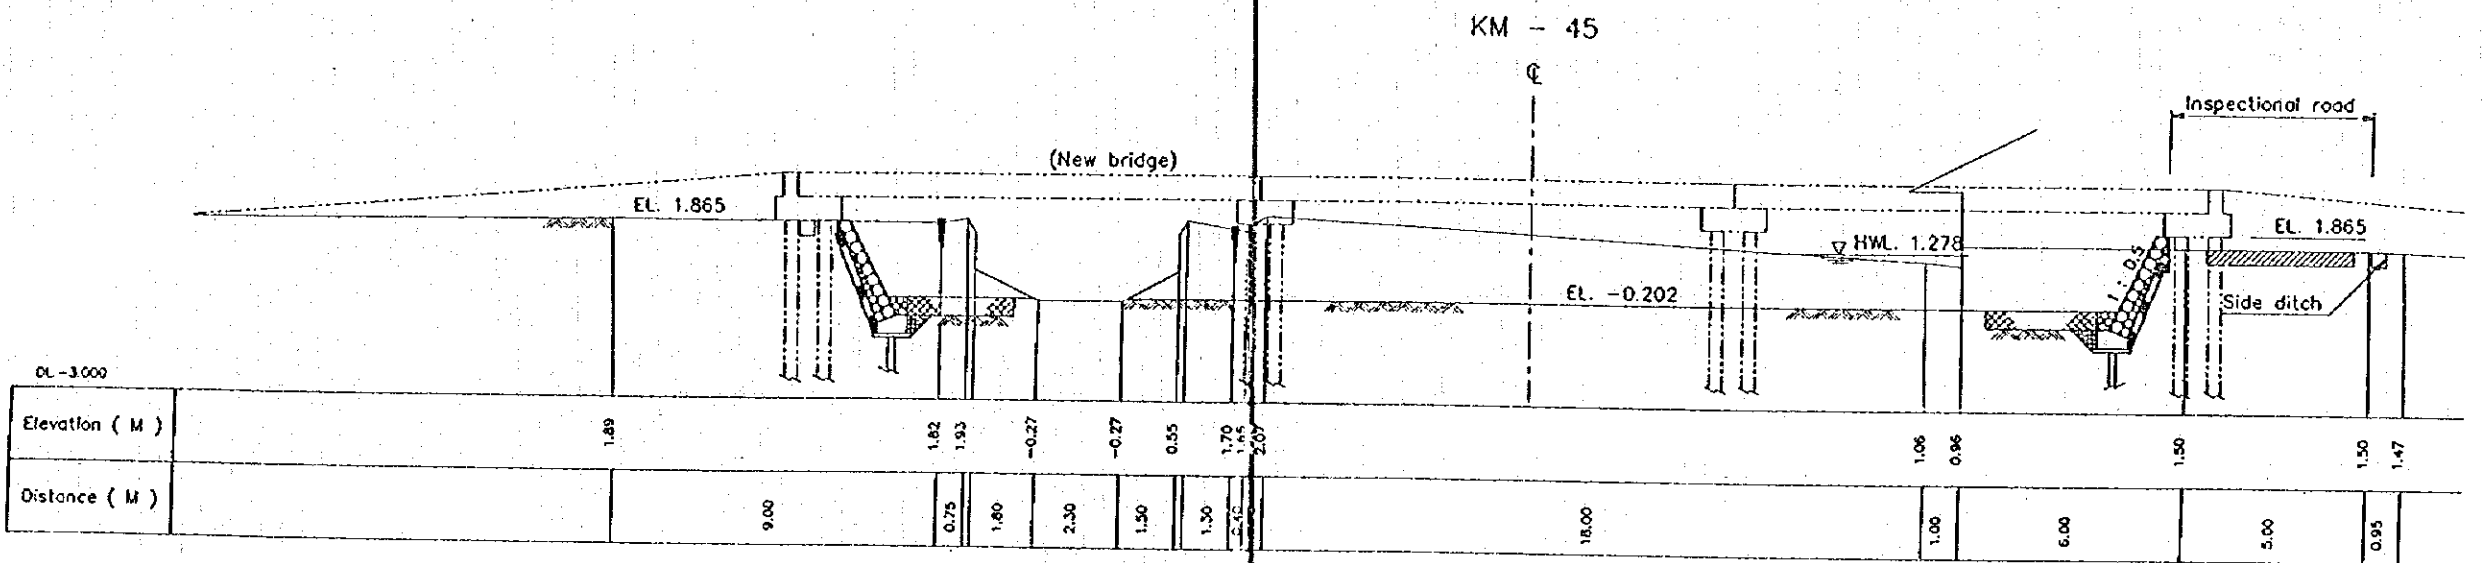 KM - 45
℄
Inspectional road
(New bridge)
EL. 1.865
HWL. 1.278
EL. 1.865
1 : 0.5
EL. -0.202
Side ditch
DL -3.000
Elevation ( M )
1.89
1.82
1.93
-0.27
-0.27
0.55
1.70
1.65
2.07
1.06
0.96
1.50
1.50
1.47
Distance ( M )
9.00
0.75
1.80
2.30
1.50
1.30
18.00
1.00
6.00
5.00
0.95